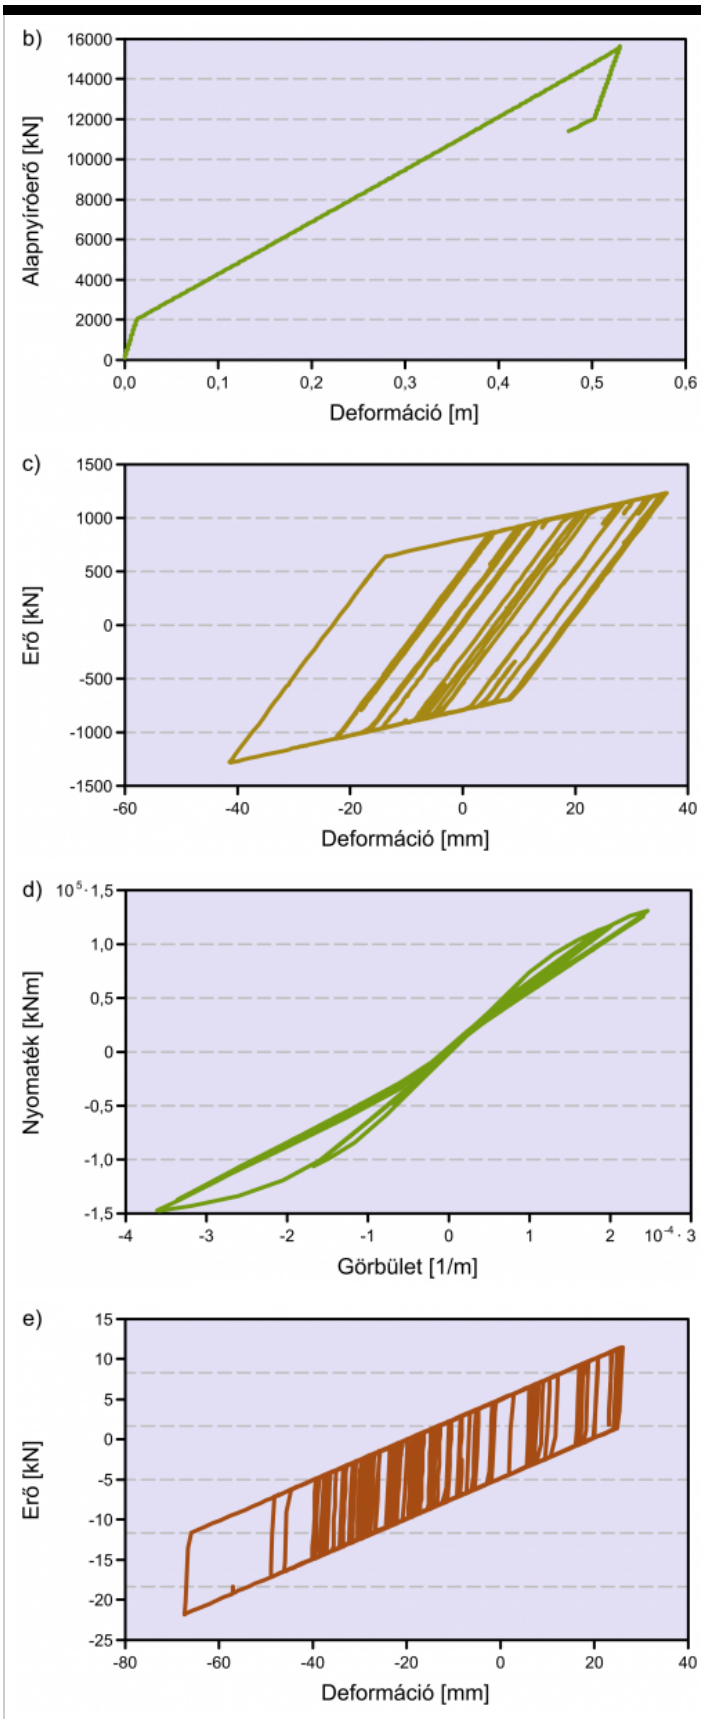 b)
16000
14000
12000
10000
8000
6000
4000
2000
0
Alapnyíróerő [kN]
0,0 0,1 0,2 0,3 0,4 0,5 0,6
Deformáció [m]
c)
1500
1000
500
0
-500
-1000
-1500
Erő [kN]
-60 -40 -20 0 20 40
Deformáció [mm]
d)
10⁵· 1,5
1,0
0,5
0
-0,5
-1,0
-1,5
Nyomaték [kNm]
-4 -3 -2 -1 0 1 2 10⁻⁴ · 3
Görbület [1/m]
e)
15
10
5
0
-5
-10
-15
-20
-25
Erő [kN]
-80 -60 -40 -20 0 20 40
Deformáció [mm]